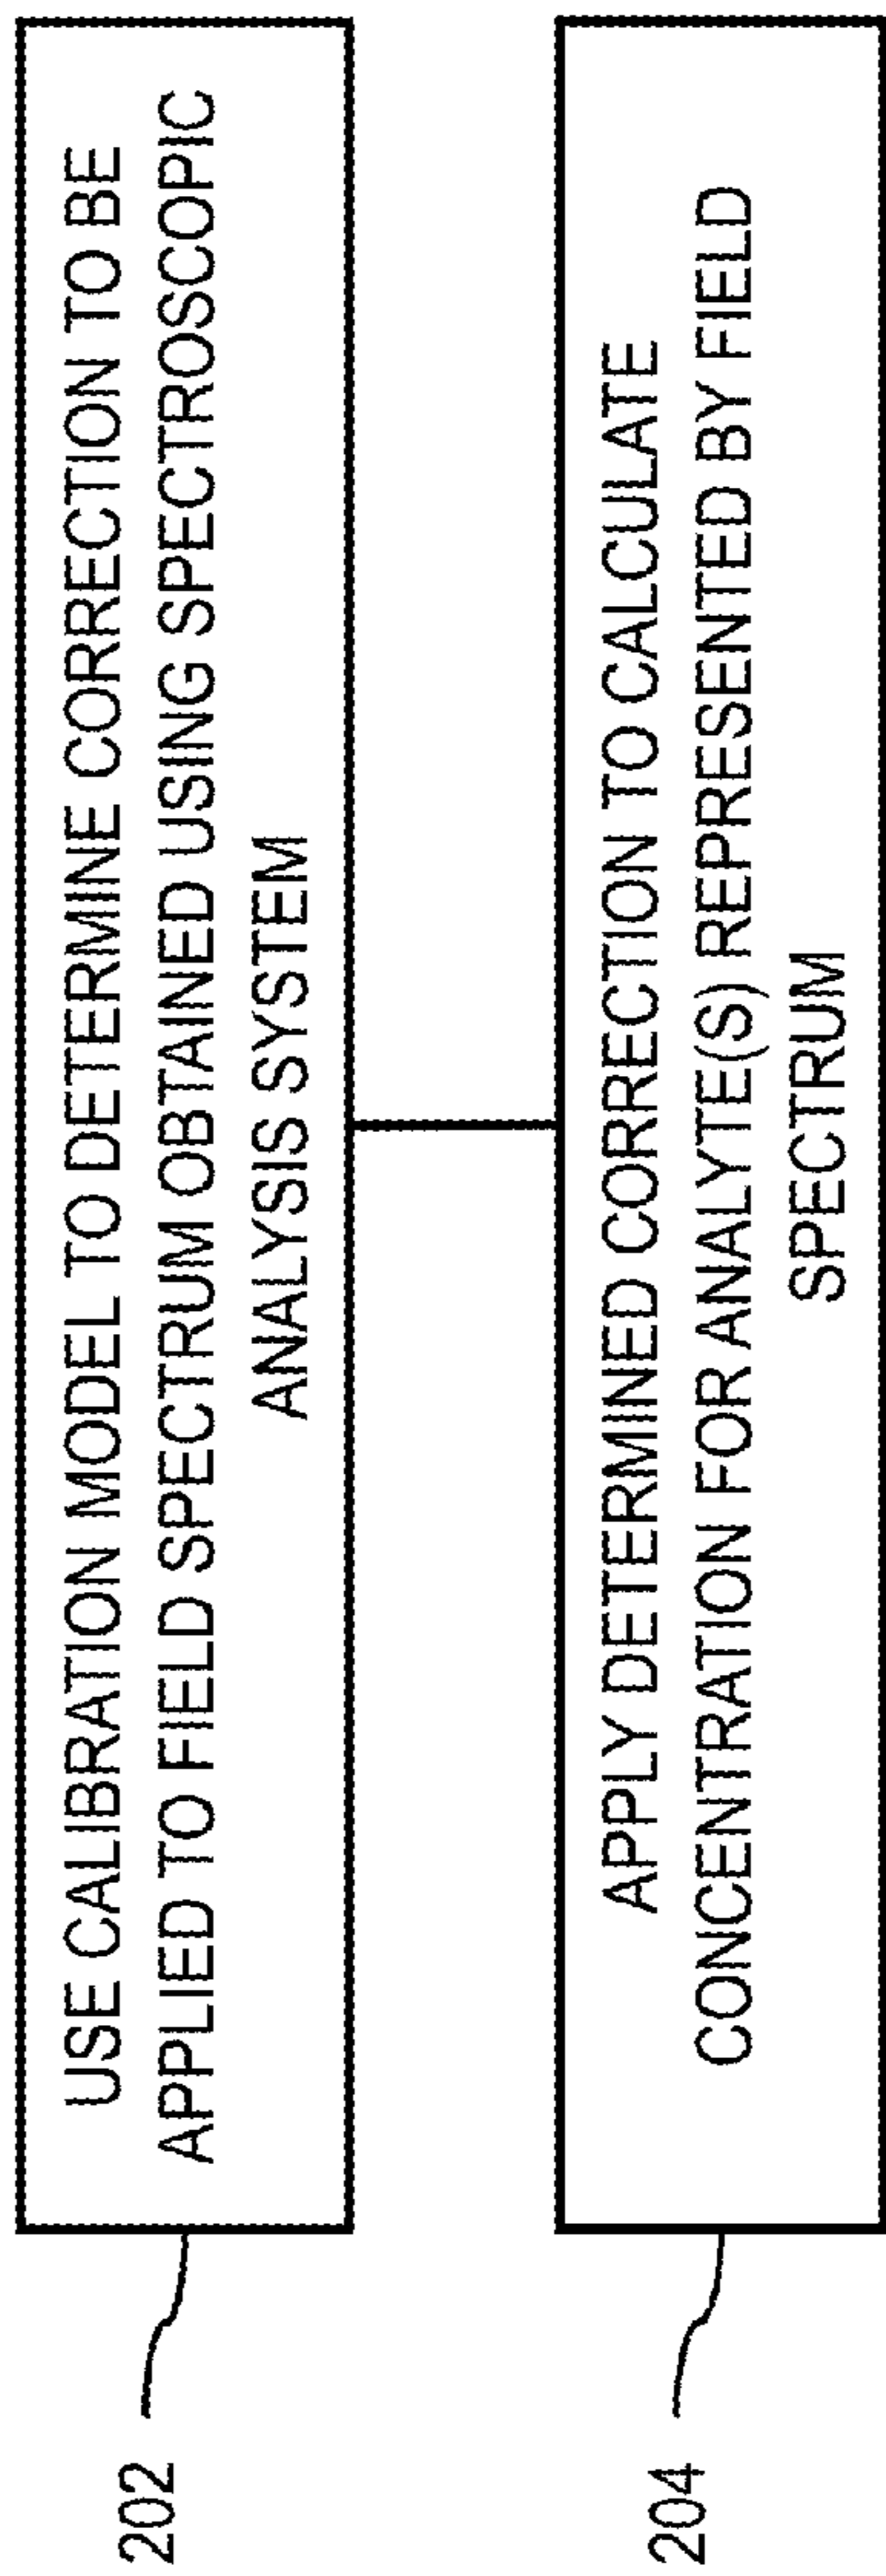 202
USE CALIBRATION MODEL TO DETERMINE CORRECTION TO BE
APPLIED TO FIELD SPECTRUM OBTAINED USING SPECTROSCOPIC
ANALYSIS SYSTEM
204
APPLY DETERMINED CORRECTION TO CALCULATE
CONCENTRATION FOR ANALYTE(S) REPRESENTED BY FIELD
SPECTRUM